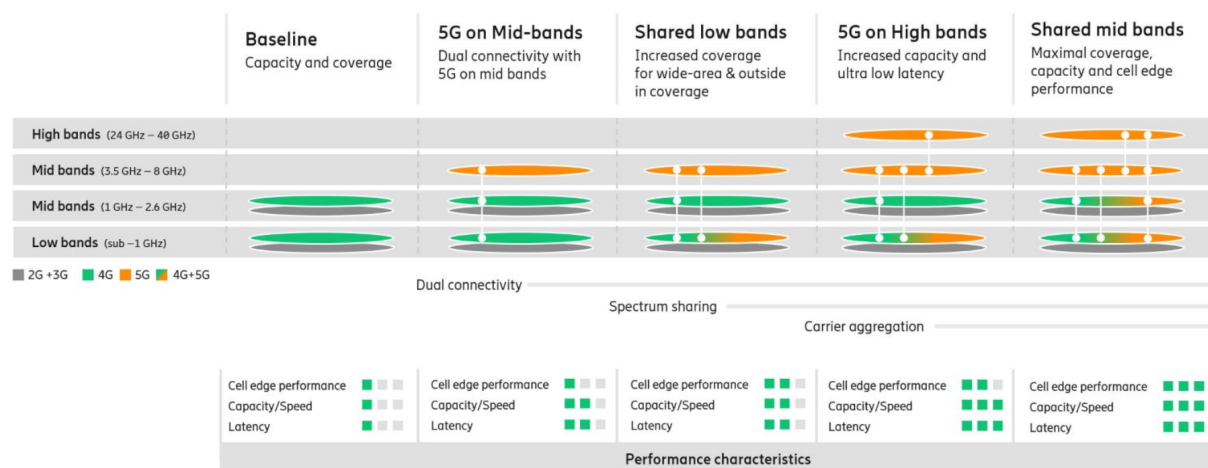 Baseline
Capacity and coverage
5G on Mid-bands
Dual connectivity with
5G on mid bands
Shared low bands
Increased coverage
for wide-area & outside
in coverage
5G on High bands
Increased capacity and
ultra low latency
Shared mid bands
Maximal coverage,
capacity and cell edge
performance
High bands (24 GHz – 40 GHz)
Mid bands (3.5 GHz – 8 GHz)
Mid bands (1 GHz – 2.6 GHz)
Low bands (sub –1 GHz)
2G +3G 4G 5G 4G+5G
Dual connectivity
Spectrum sharing
Carrier aggregation
Cell edge performance
Capacity/Speed
Latency
Cell edge performance
Capacity/Speed
Latency
Cell edge performance
Capacity/Speed
Latency
Cell edge performance
Capacity/Speed
Latency
Cell edge performance
Capacity/Speed
Latency
Performance characteristics